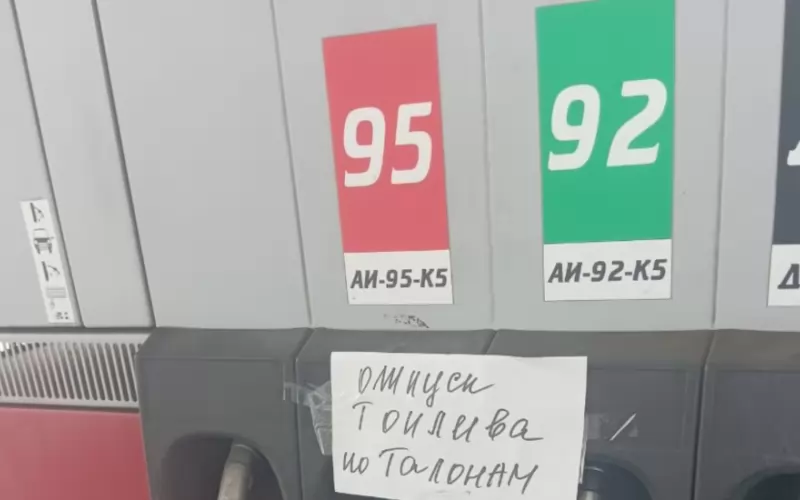 95
92
АИ-95-К5
АИ-92-К5
Отпуск
Топлива
по Талонам